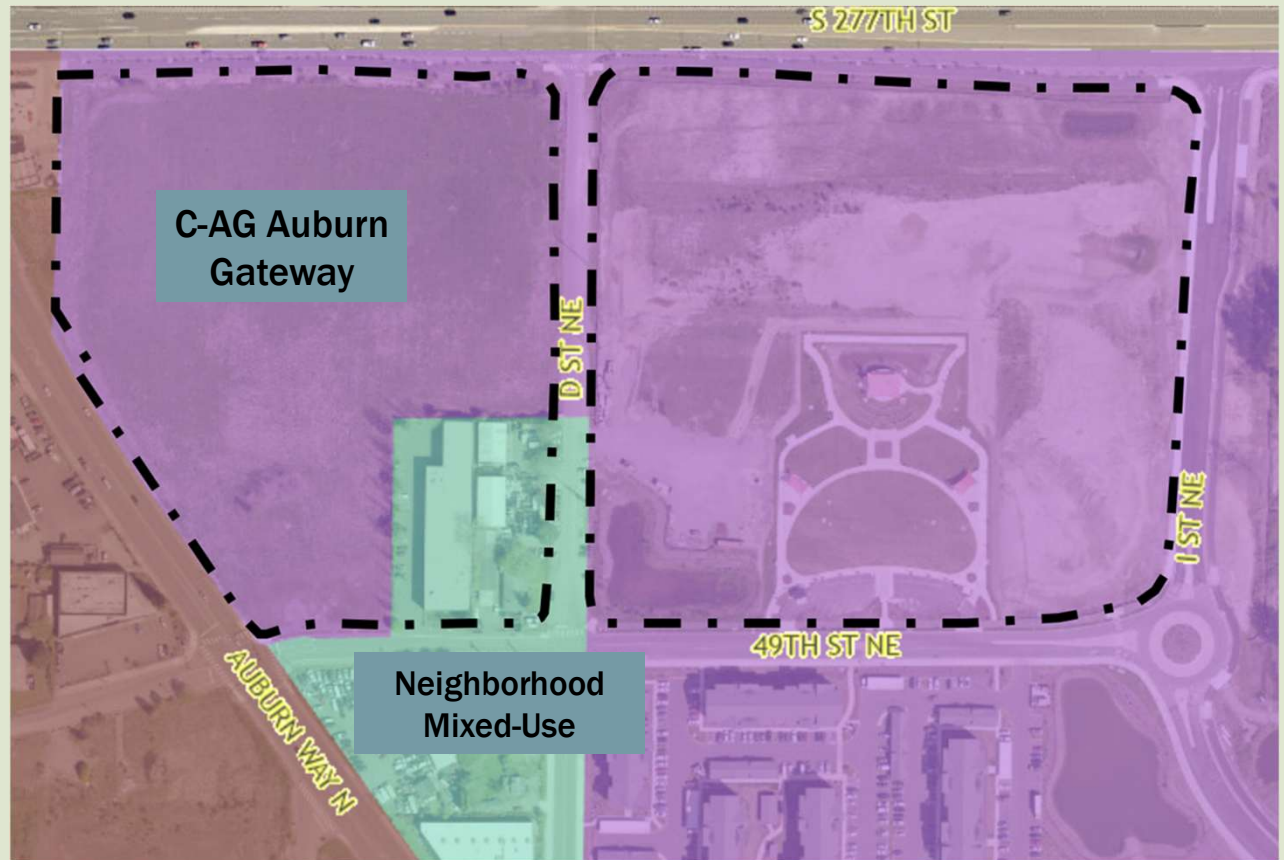 S 277TH ST
C-AG Auburn
Gateway
D ST NE
I ST NE
49TH ST NE
Neighborhood
Mixed-Use
AUBURN WAY N